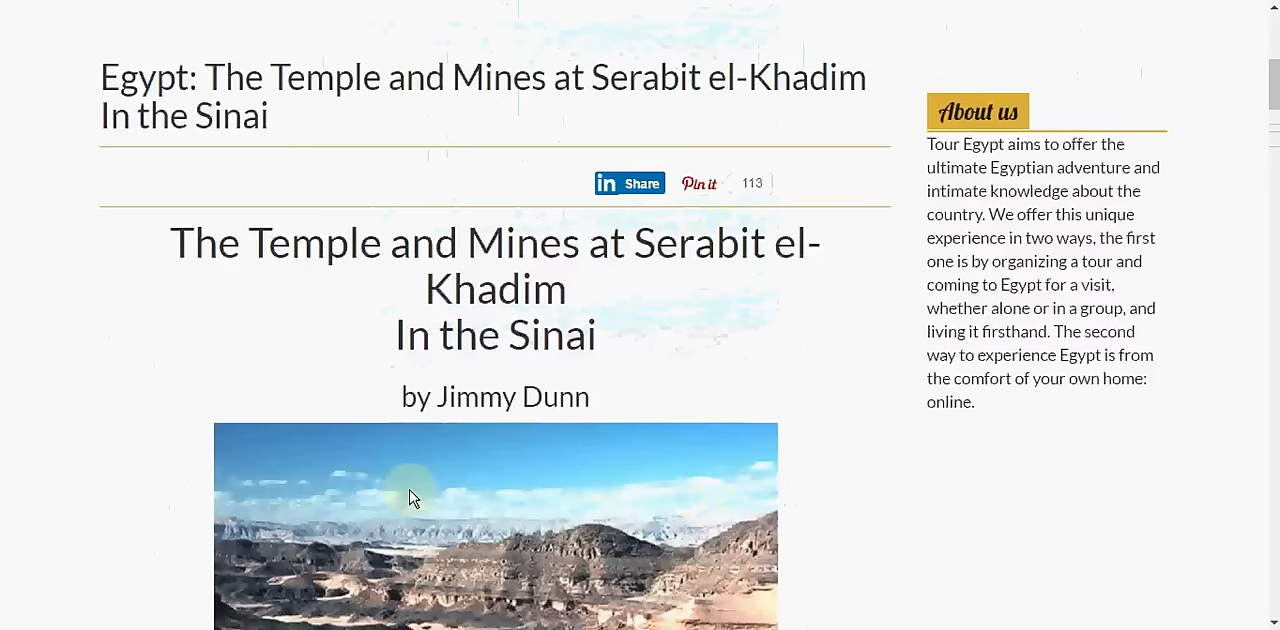 Egypt: The Temple and Mines at Serabit el-Khadim
In the Sinai
in Share
Pin it
113
The Temple and Mines at Serabit el-
Khadim
In the Sinai
by Jimmy Dunn
About us
Tour Egypt aims to offer the
ultimate Egyptian adventure and
intimate knowledge about the
country. We offer this unique
experience in two ways, the first
one is by organizing a tour and
coming to Egypt for a visit,
whether alone or in a group, and
living it firsthand. The second
way to experience Egypt is from
the comfort of your own home:
online.